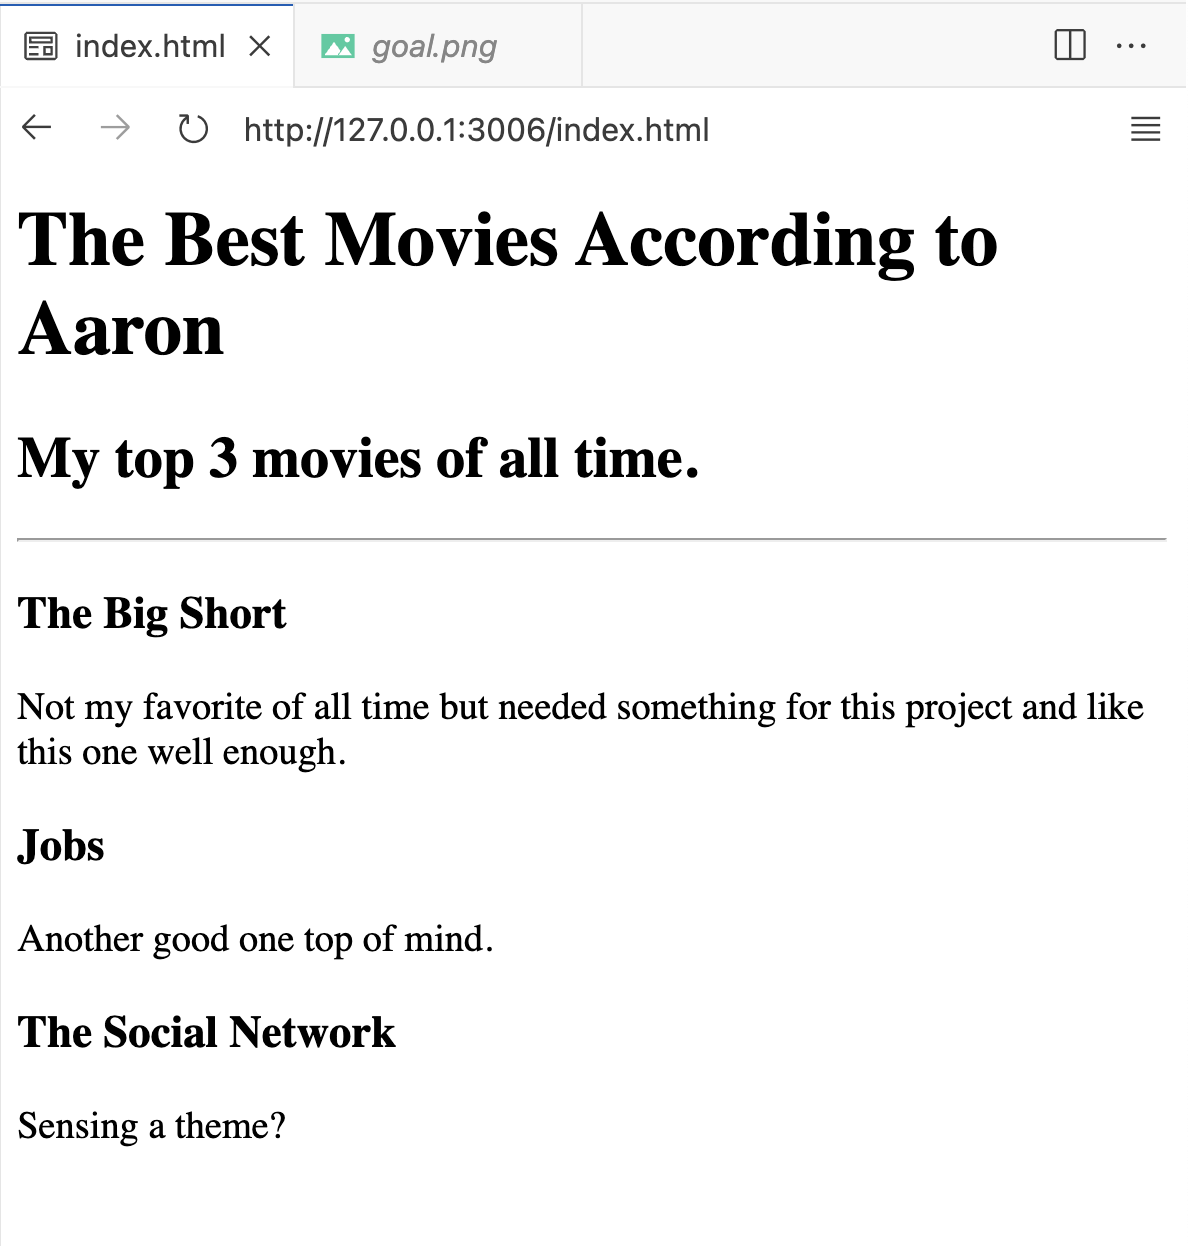 index.html
goal.png
http://127.0.0.1:3006/index.html
The Best Movies According to
Aaron
My top 3 movies of all time.
The Big Short
Not my favorite of all time but needed something for this project and like
this one well enough.
Jobs
Another good one top of mind.
The Social Network
Sensing a theme?